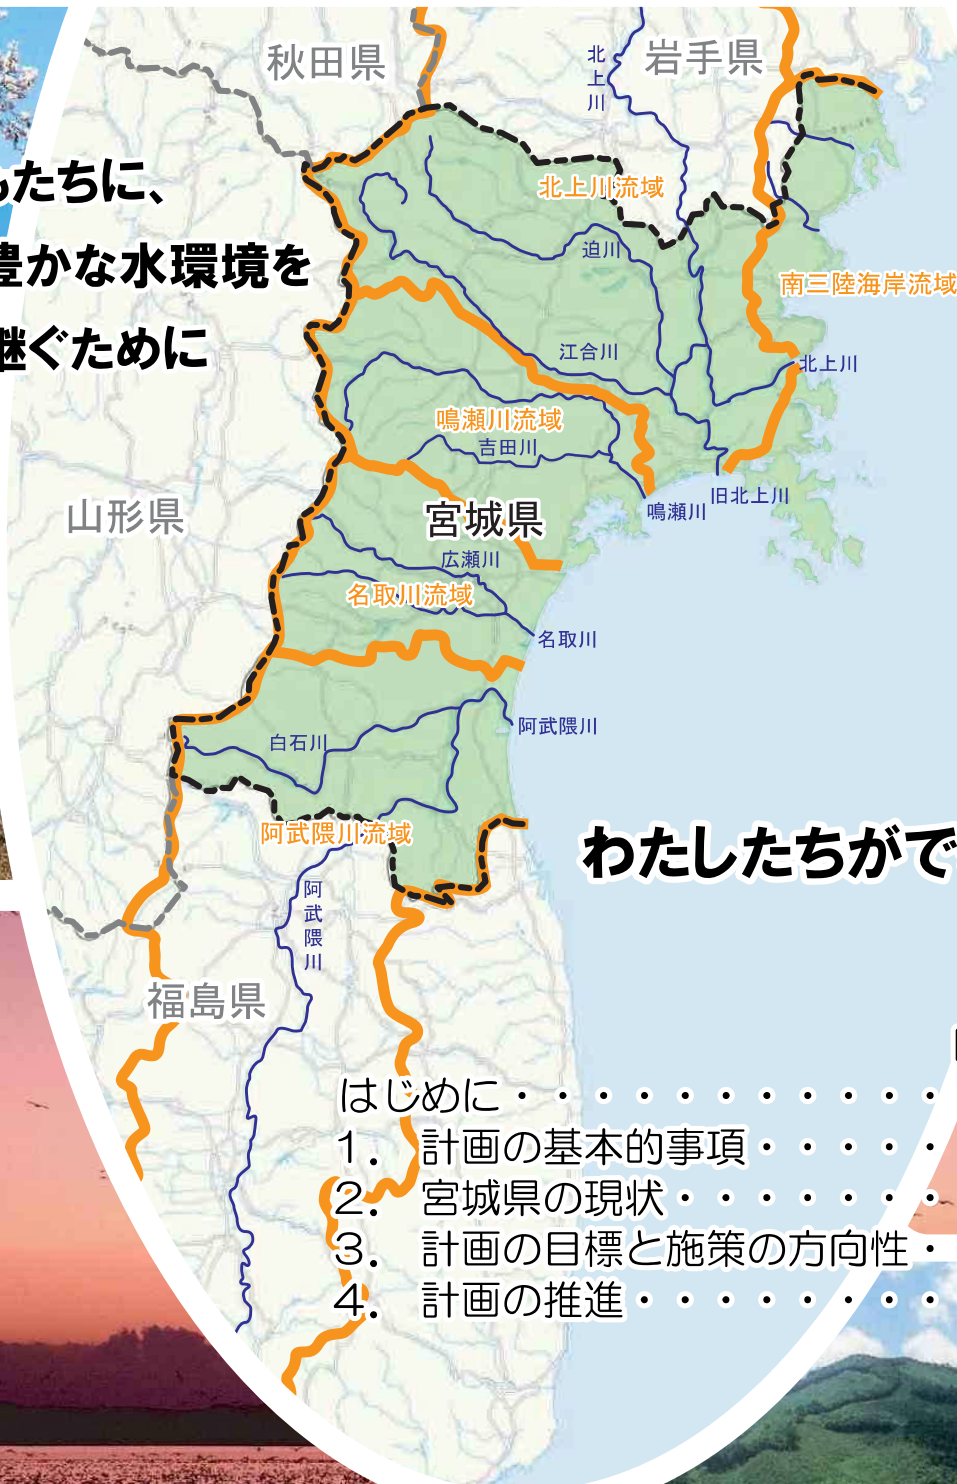 秋田県
岩手県
北上川
たちに、
北上川流域
豊かな水環境を
迫川
南三陸海岸流域
継ぐために
江合川
北上川
鳴瀬川流域
吉田川
旧北上川
鳴瀬川
山形県
宮城県
広瀬川
名取川流域
名取川
阿武隈川
白石川
阿武隈川流域
わたしたちがで
阿武隈川
福島県
はじめに・・・・・・・・・・・
1. 計画の基本的事項・・・・・
2. 宮城県の現状・・・・・・・
3. 計画の目標と施策の方向性・
4. 計画の推進・・・・・・・・